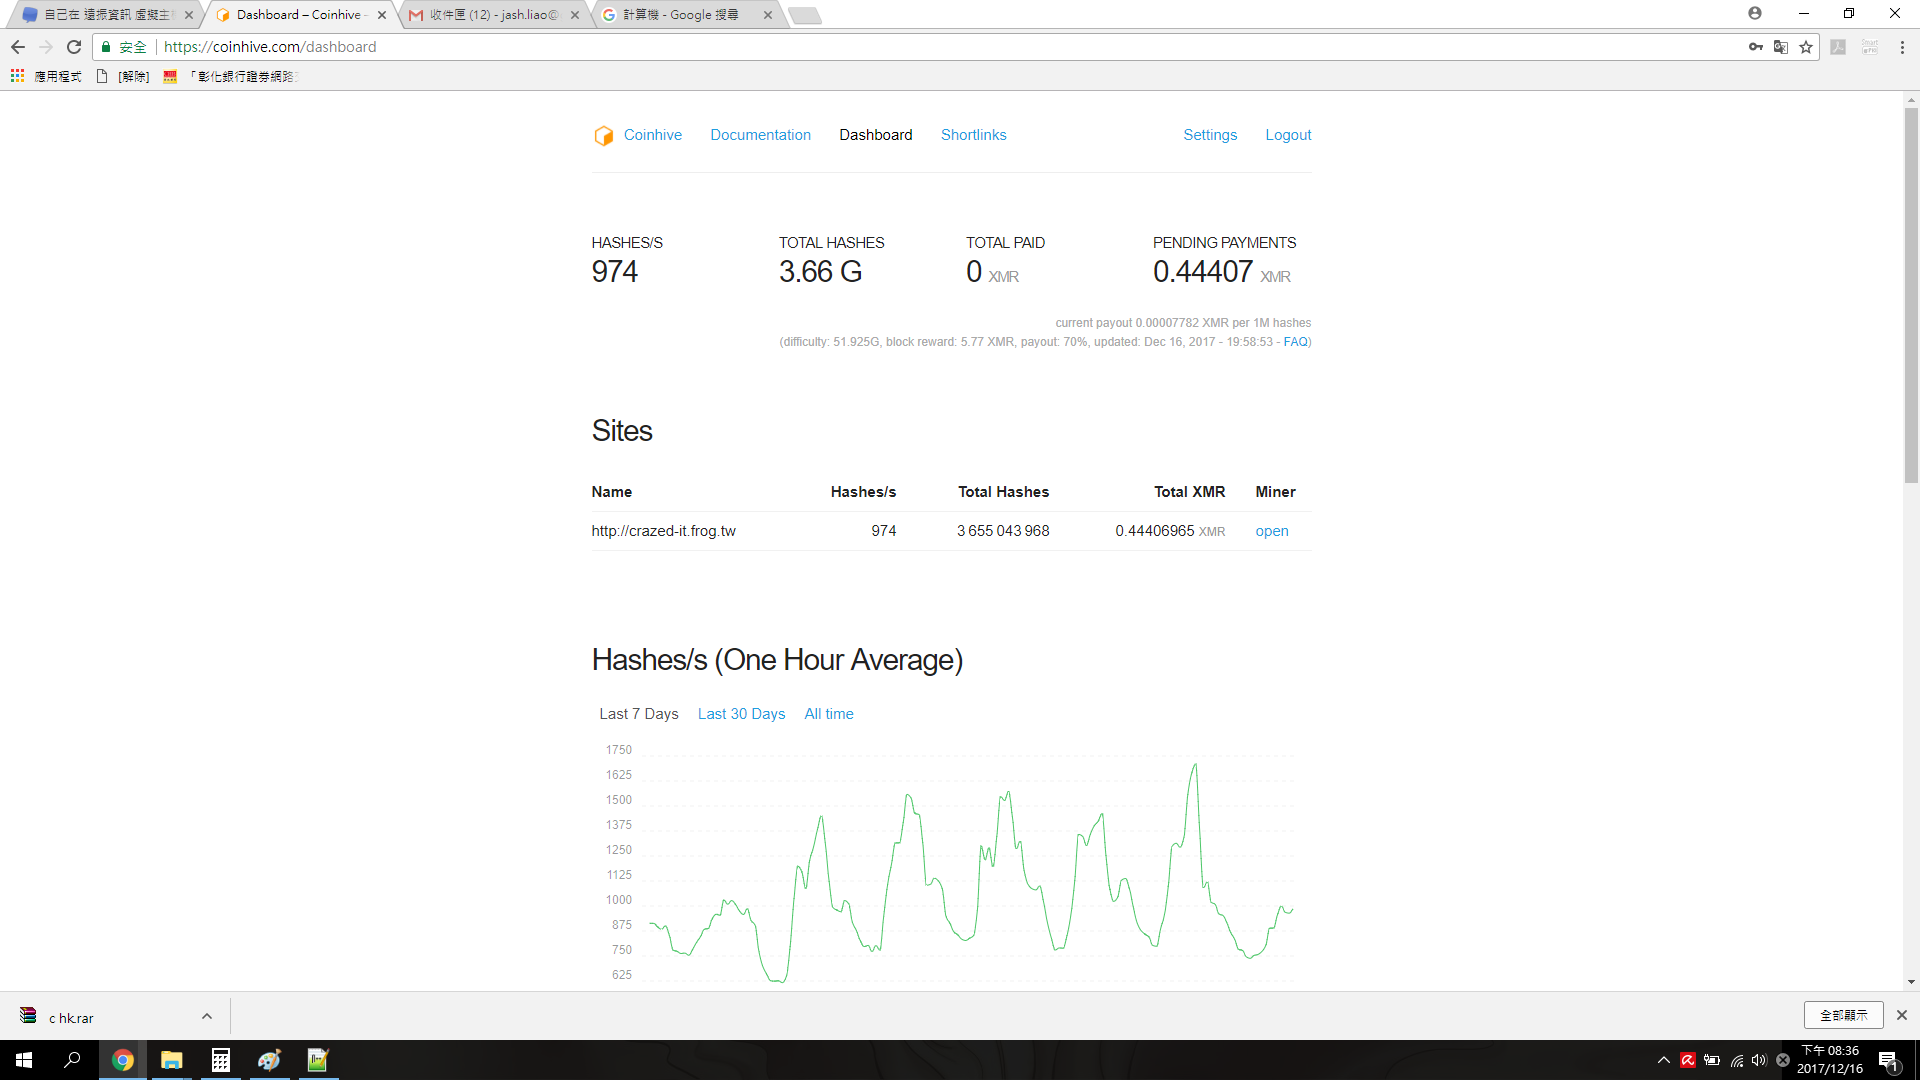 自己在 遠振資訊 虛擬主
Dashboard – Coinhive -
收件匣 (12) - jash.liao@
計算機 - Google 搜尋
安全 https://coinhive.com/dashboard
應用程式 [解除] 「彰化銀行證券網路
Coinhive Documentation Dashboard Shortlinks Settings Logout
HASHES/S TOTAL HASHES TOTAL PAID PENDING PAYMENTS
974 3.66 G 0 XMR 0.44407 XMR
current payout 0.00007782 XMR per 1M hashes
(difficulty: 51.925G, block reward: 5.77 XMR, payout: 70%, updated: Dec 16, 2017 - 19:58:53 - FAQ)
Sites
Name Hashes/s Total Hashes Total XMR Miner
http://crazed-it.frog.tw 974 3 655 043 968 0.44406965 XMR open
Hashes/s (One Hour Average)
Last 7 Days Last 30 Days All time
1750
1625
1500
1375
1250
1125
1000
875
750
625
c hk.rar 全部顯示
下午 08:36
2017/12/16
1